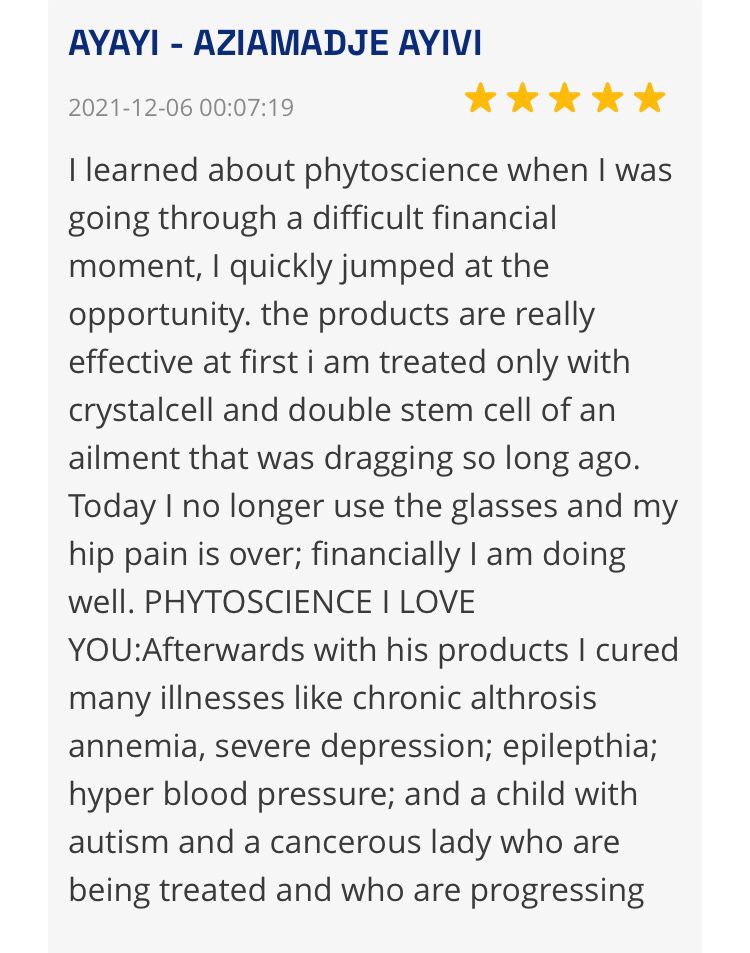 AYAYI - AZIAMADJE AYIVI
2021-12-06 00:07:19
I learned about phytoscience when I was
going through a difficult financial
moment, I quickly jumped at the
opportunity. the products are really
effective at first i am treated only with
crystalcell and double stem cell of an
ailment that was dragging so long ago.
Today I no longer use the glasses and my
hip pain is over; financially I am doing
well. PHYTOSCIENCE I LOVE
YOU:Afterwards with his products I cured
many illnesses like chronic althrosis
annemia, severe depression; epilepthia;
hyper blood pressure; and a child with
autism and a cancerous lady who are
being treated and who are progressing